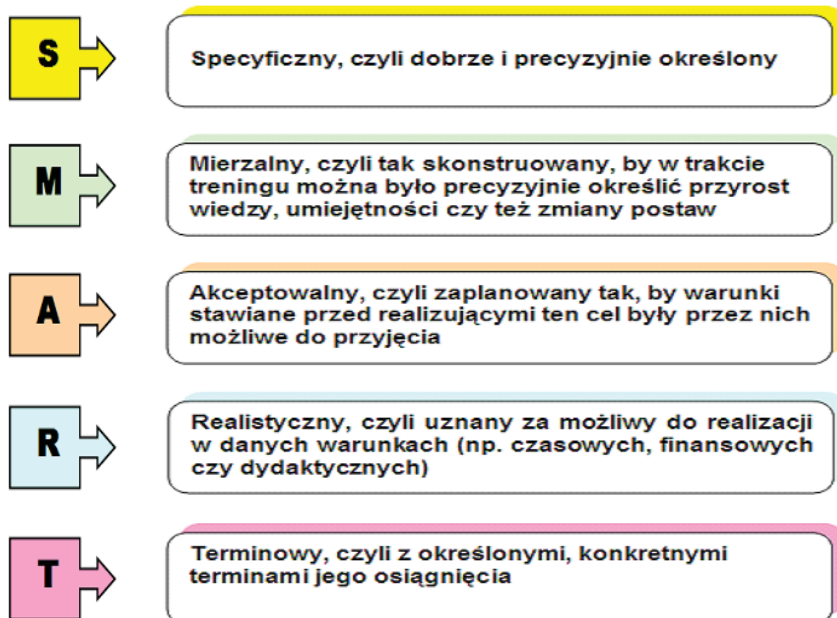 S
Specyficzny, czyli dobrze i precyzyjnie określony
M
Mierzalny, czyli tak skonstruowany, by w trakcie
treningu można było precyzyjnie określić przyrost
wiedzy, umiejętności czy też zmiany postaw
A
Akceptowalny, czyli zaplanowany tak, by warunki
stawiane przed realizującymi ten cel były przez nich
możliwe do przyjęcia
R
Realistyczny, czyli uznany za możliwy do realizacji
w danych warunkach (np. czasowych, finansowych
czy dydaktycznych)
T
Terminowy, czyli z określonymi, konkretnymi
terminami jego osiągnięcia